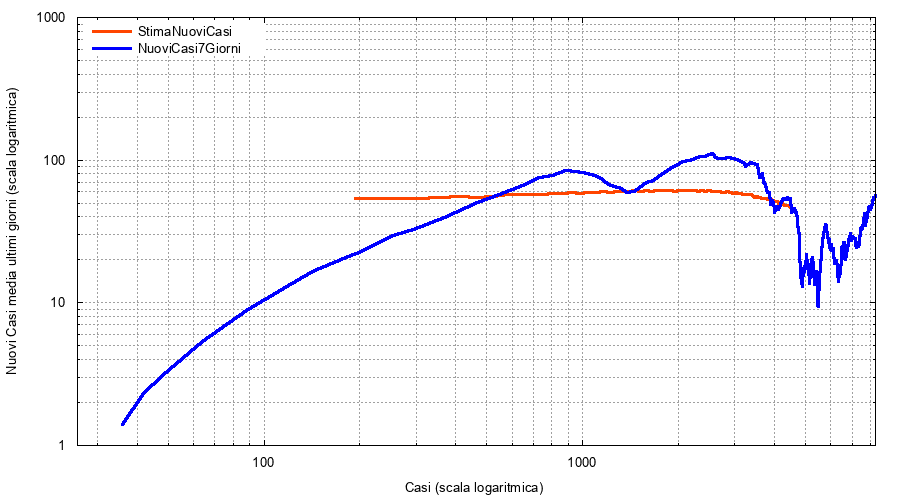 1000
StimaNuoviCasi
NuoviCasi7Giorni
100
10
1
Nuovi Casi media ultimi giorni (scala logaritmica)
100
1000
Casi (scala logaritmica)